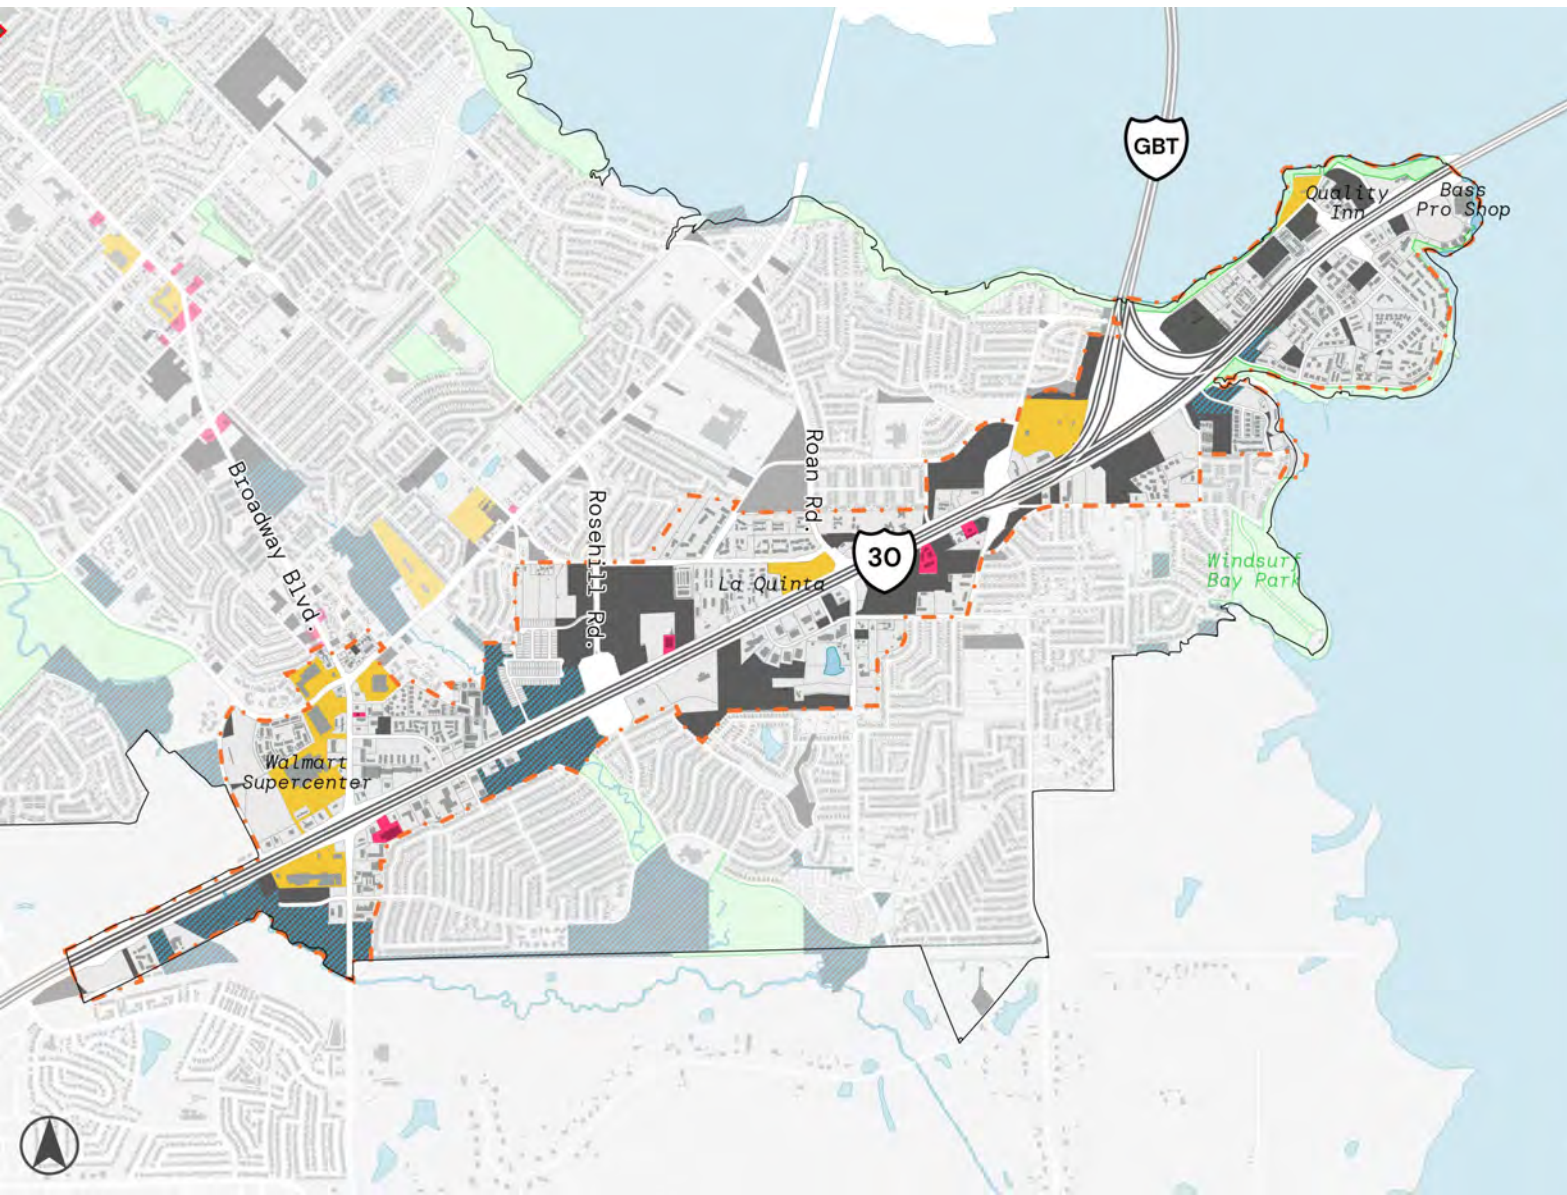 GBT
Quality
Inn
Bass
Pro Shop
Broadway Blvd.
Rosehill Rd.
Roan Rd.
30
La Quinta
Windsurf
Bay Park
Walmart
Supercenter